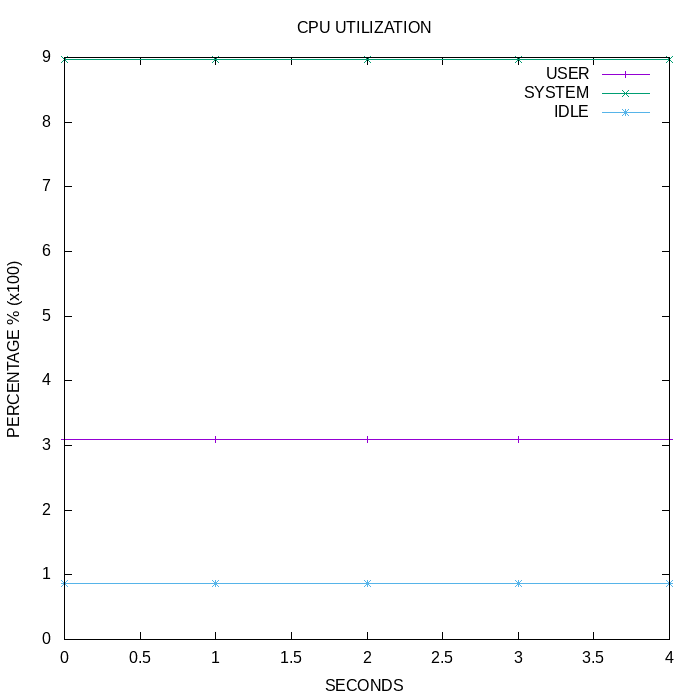 CPU UTILIZATION
9
8
7
6
5
4
3
2
1
0
PERCENTAGE % (x100)
USER
SYSTEM
IDLE
0 0.5 1 1.5 2 2.5 3 3.5 4
SECONDS